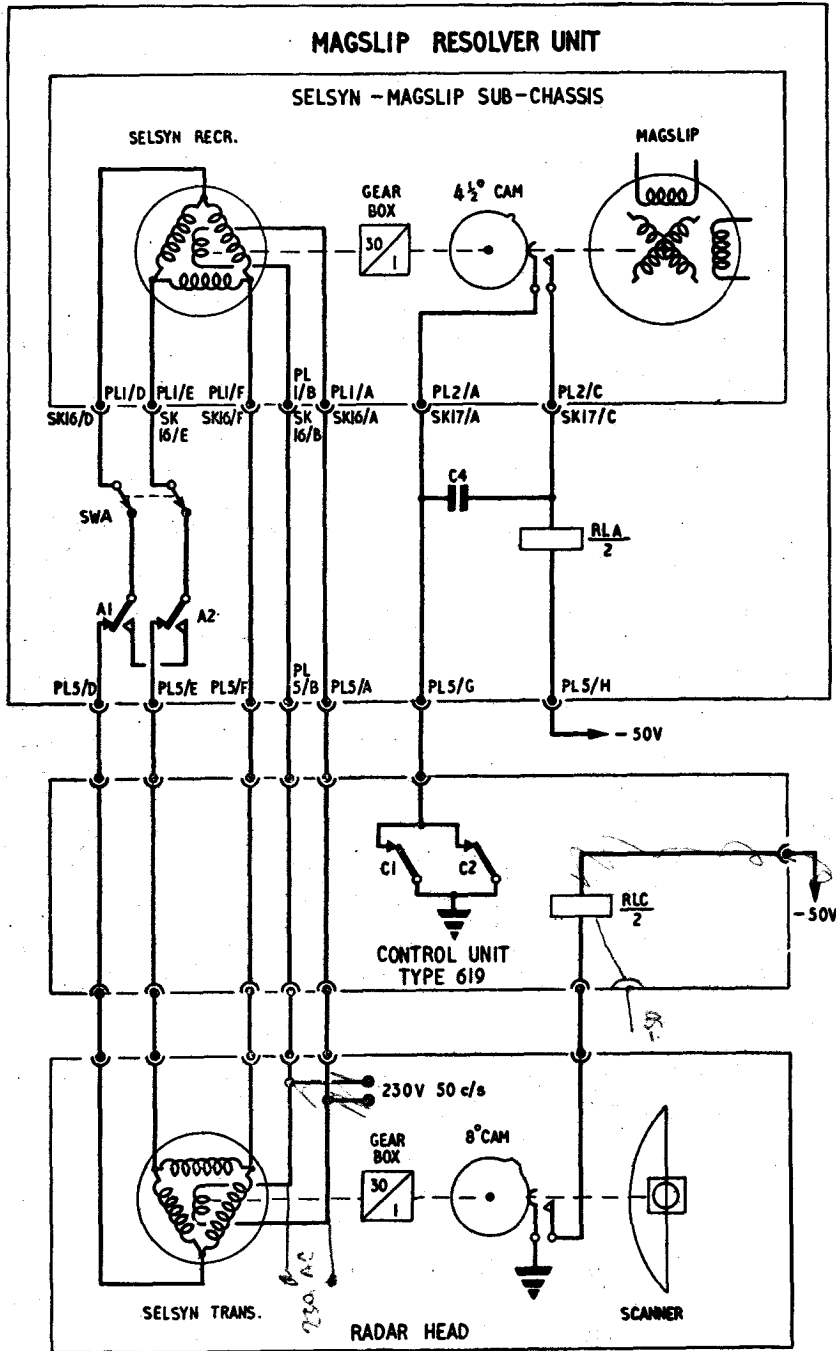 MAGSLIP RESOLVER UNIT
SELSYN - MAGSLIP SUB-CHASSIS
SELSYN RECR.
MAGSLIP
GEAR
BOX
30
1
4½° CAM
PL1/D
PL1/E
PL1/F
PL
1/B
PL1/A
PL2/A
PL2/C
SK16/D
SK
16/E
SK16/F
SK
16/B
SK16/A
SK17/A
SK17/C
C4
SWA
RLA
2
A1
A2
PL5/D
PL5/E
PL5/F
PL
5/B
PL5/A
PL5/G
PL5/H
- 50V
C1
C2
RLC
2
-50V
CONTROL UNIT
TYPE 619
230V 50 c/s
GEAR
BOX
30
1
8° CAM
230 AC
SELSYN TRANS.
SCANNER
RADAR HEAD